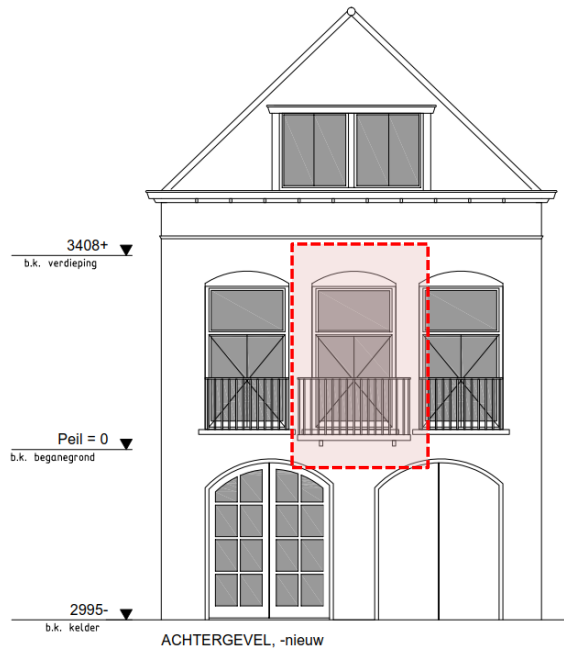 3408+
b.k. verdieping
Peil = 0
b.k. beganegrond
2995-
b.k. kelder
ACHTERGEVEL, -nieuw